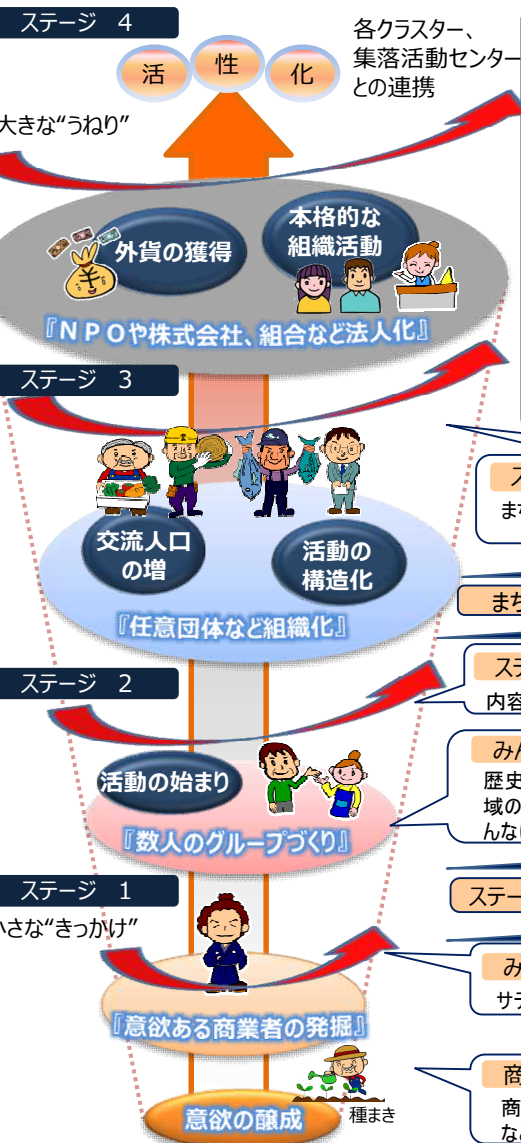 ステージ 4
活 性 化
各クラスター、
集落活動センター
との連携
大きな“うねり”
外貨の獲得
本格的な
組織活動
『NPOや株式会社、組合など法人化』
ステージ 3
交流人口
の増
活動の
構造化
『任意団体など組織化』
まち
ステージ 2
内容
活動の始まり
『数人のグループづくり』
みん
歴史
域の
んな
ステージ 1
ステー
小さな“きっかけ”
『意欲ある商業者の発掘』
み
サテ
意欲の醸成
種まき
商
商
な